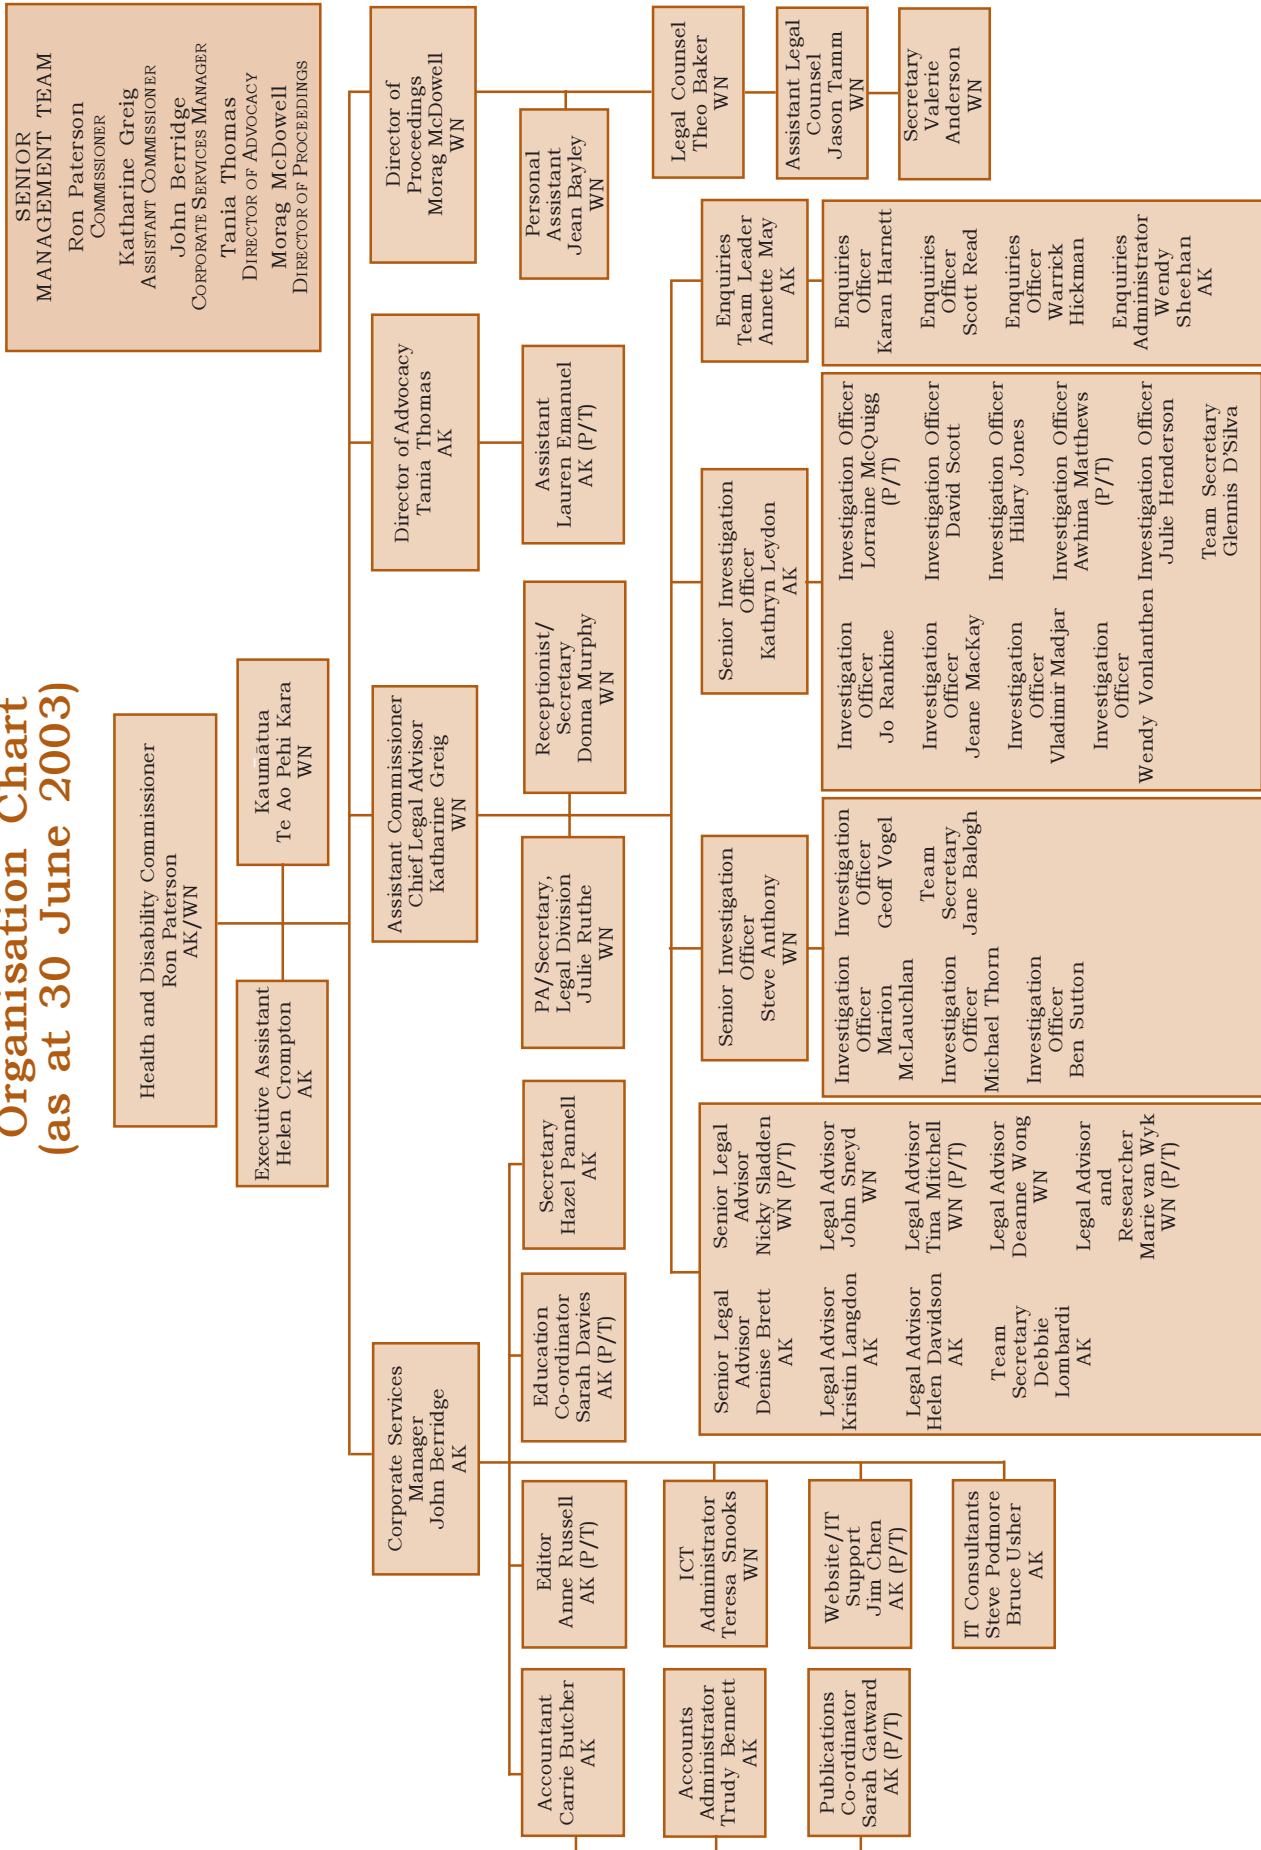 Organisation Chart
(as at 30 June 2003)
SENIOR
MANAGEMENT TEAM
Ron Paterson
COMMISSIONER
Katharine Greig
ASSISTANT COMMISSIONER
John Berridge
CORPORATE SERVICES MANAGER
Tania Thomas
DIRECTOR OF ADVOCACY
Morag McDowell
DIRECTOR OF PROCEEDINGS
Health and Disability Commissioner
Ron Paterson
AK/WN
Executive Assistant
Helen Crompton
AK
Kaumātua
Te Ao Pehi Kara
WN
Corporate Services
Manager
John Berridge
AK
Assistant Commissioner
Chief Legal Advisor
Katharine Greig
WN
Director of Advocacy
Tania Thomas
AK
Director of
Proceedings
Morag McDowell
WN
Accountant
Carrie Butcher
AK
Editor
Anne Russell
AK (P/T)
Education
Co-ordinator
Sarah Davies
AK (P/T)
Secretary
Hazel Pannell
AK
PA/Secretary,
Legal Division
Julie Ruthe
WN
Receptionist/
Secretary
Donna Murphy
WN
Assistant
Lauren Emanuel
AK (P/T)
Personal
Assistant
Jean Bayley
WN
Accounts
Administrator
Trudy Bennett
AK
ICT
Administrator
Teresa Snooks
WN
Publications
Co-ordinator
Sarah Gatward
AK (P/T)
Website/IT
Support
Jim Chen
AK (P/T)
IT Consultants
Steve Podmore
Bruce Usher
AK
Senior Legal
Advisor
Denise Brett
AK
Legal Advisor
Kristin Langdon
AK
Legal Advisor
Helen Davidson
AK
Team
Secretary
Debbie
Lombardi
AK
Senior Legal
Advisor
Nicky Sladden
WN (P/T)
Legal Advisor
John Sneyd
WN
Legal Advisor
Tina Mitchell
WN (P/T)
Legal Advisor
Deanne Wong
WN
Legal Advisor
and
Researcher
Marie van Wyk
WN (P/T)
Senior Investigation
Officer
Steve Anthony
WN
Investigation
Officer
Marion
McLauchlan
Investigation
Officer
Michael Thorn
Investigation
Officer
Ben Sutton
Investigation
Officer
Geoff Vogel
Team
Secretary
Jane Balogh
Senior Investigation
Officer
Kathryn Leydon
AK
Investigation
Officer
Jo Rankine
Investigation
Officer
Jeane MacKay
Investigation
Officer
Vladimir Madjar
Investigation
Officer
Wendy Vonlanthen
Investigation Officer
Lorraine McQuigg
(P/T)
Investigation Officer
David Scott
Investigation Officer
Hilary Jones
Investigation Officer
Awhina Matthews
(P/T)
Investigation Officer
Julie Henderson
Team Secretary
Glennis D'Silva
Enquiries
Team Leader
Annette May
AK
Enquiries
Officer
Karan Harnett
Enquiries
Officer
Scott Read
Enquiries
Officer
Warrick
Hickman
Enquiries
Administrator
Wendy
Sheehan
AK
Legal Counsel
Theo Baker
WN
Assistant Legal
Counsel
Jason Tamm
WN
Secretary
Valerie
Anderson
WN